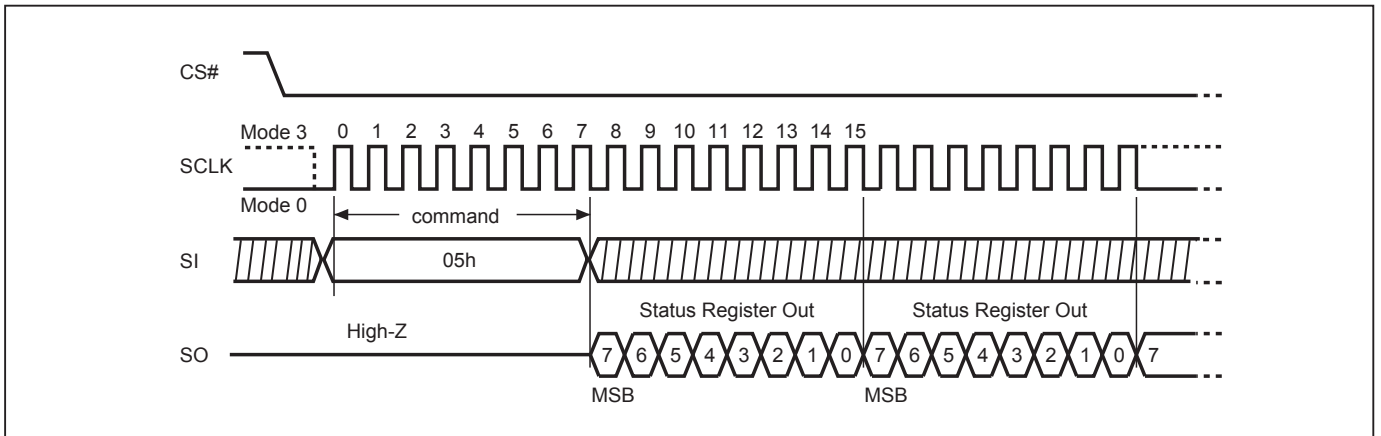 CS#
Mode 3 0 1 2 3 4 5 6 7 8 9 10 11 12 13 14 15
SCLK
Mode 0
command
SI 05h
Status Register Out Status Register Out
High-Z
SO 7 6 5 4 3 2 1 0 7 6 5 4 3 2 1 0 7
MSB MSB